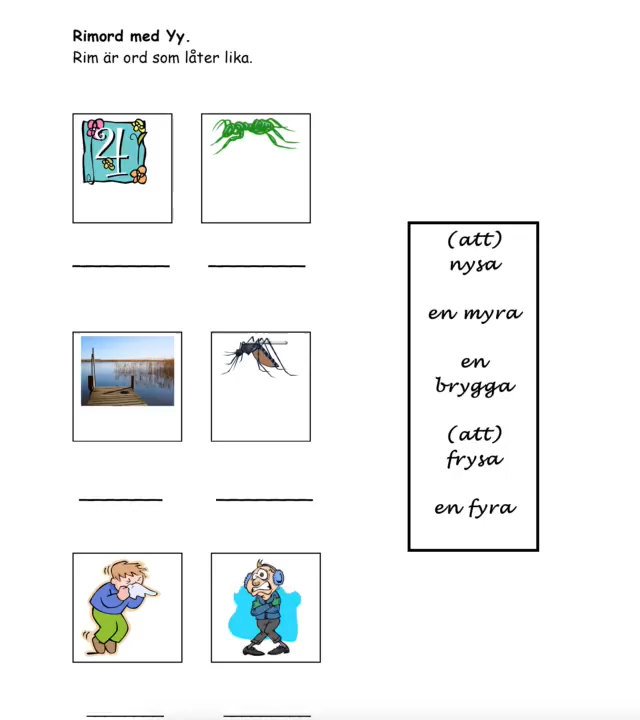 Rimord med Yy.
Rim är ord som låter lika.
4
(att)
nysa
en myra
en
brygga
(att)
frysa
en fyra